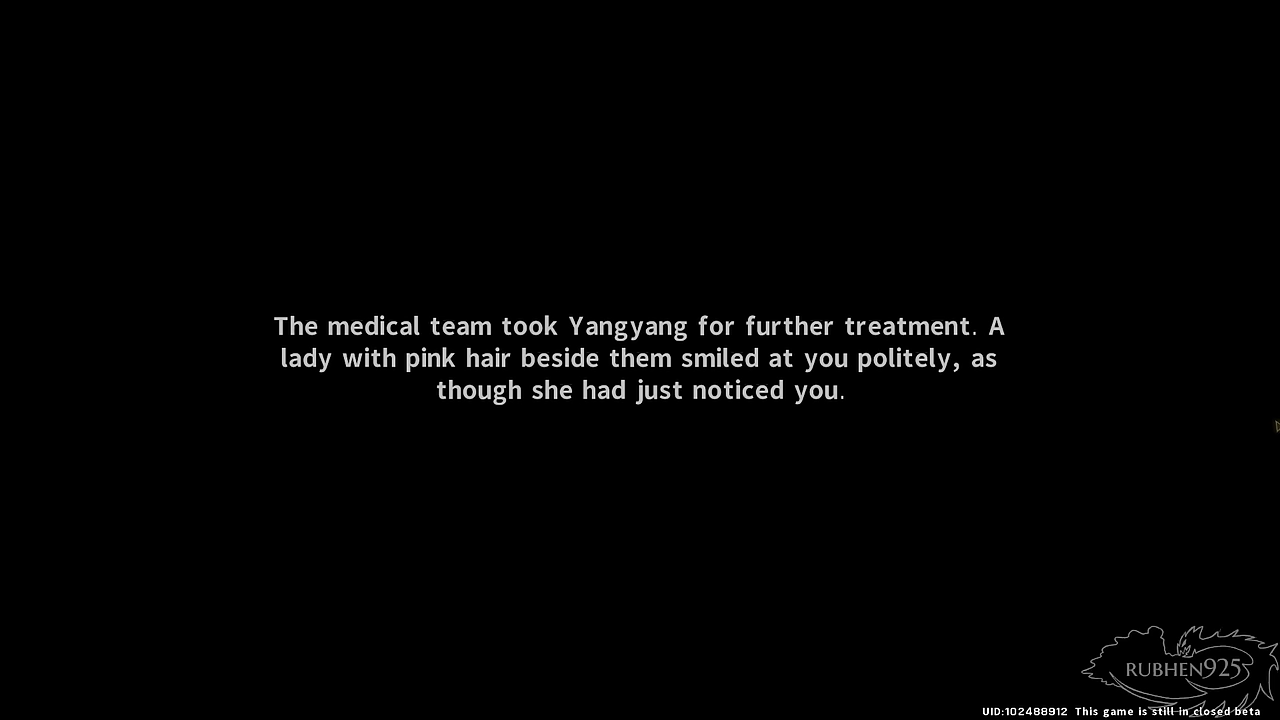 The medical team took Yangyang for further treatment. A
lady with pink hair beside them smiled at you politely, as
though she had just noticed you.
RUBHEN925
UID:102488912 This game is still in closed beta